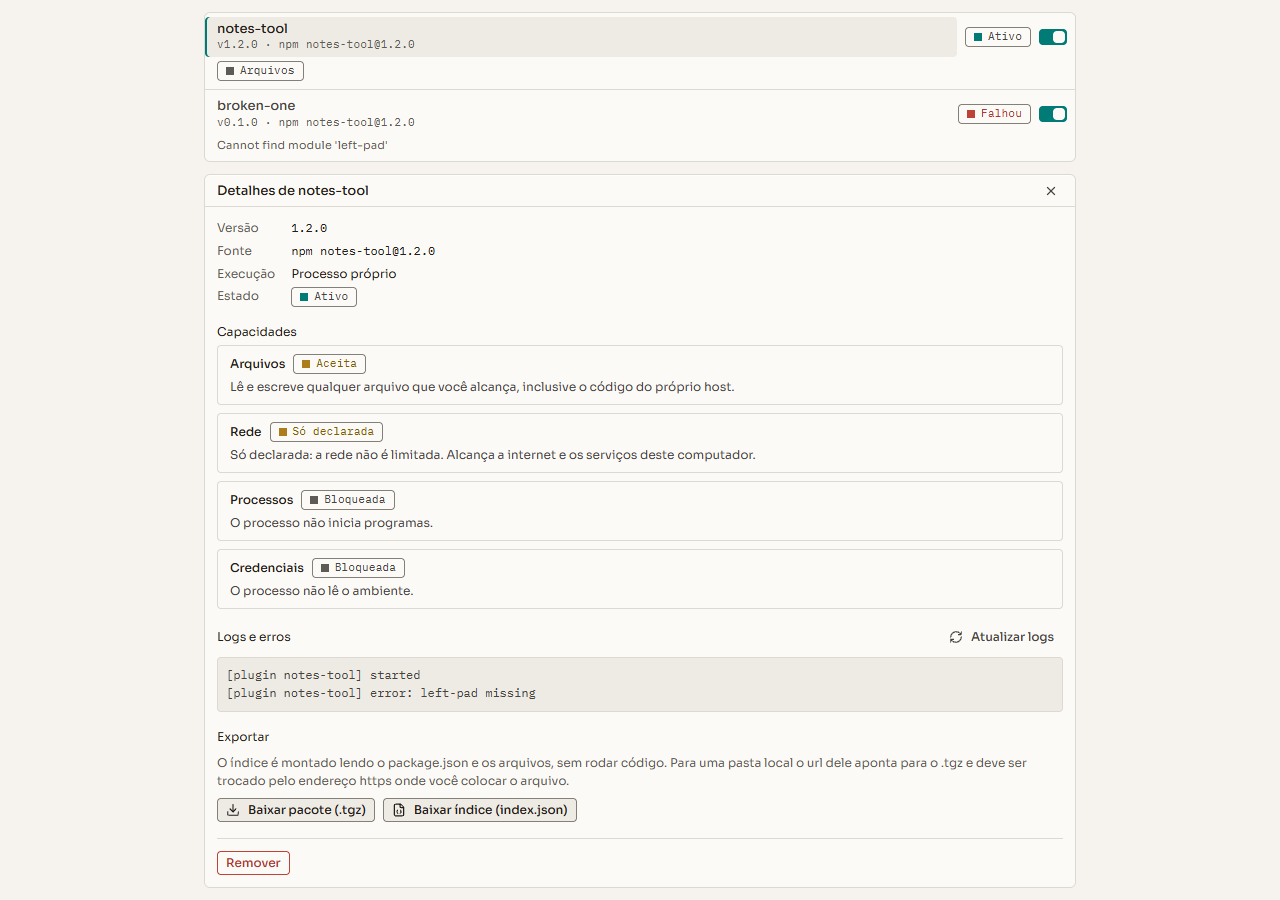 notes-tool
v1.2.0 · npm notes-tool@1.2.0
Ativo
Arquivos
broken-one
v0.1.0 · npm notes-tool@1.2.0
Falhou
Cannot find module 'left-pad'
Detalhes de notes-tool
Versão 1.2.0
Fonte npm notes-tool@1.2.0
Execução Processo próprio
Estado Ativo
Capacidades
Arquivos Aceita
Lê e escreve qualquer arquivo que você alcança, inclusive o código do próprio host.
Rede Só declarada
Só declarada: a rede não é limitada. Alcança a internet e os serviços deste computador.
Processos Bloqueada
O processo não inicia programas.
Credenciais Bloqueada
O processo não lê o ambiente.
Logs e erros Atualizar logs
[plugin notes-tool] started
[plugin notes-tool] error: left-pad missing
Exportar
O índice é montado lendo o package.json e os arquivos, sem rodar código. Para uma pasta local o url dele aponta para o .tgz e deve ser
trocado pelo endereço https onde você colocar o arquivo.
Baixar pacote (.tgz) Baixar índice (index.json)
Remover